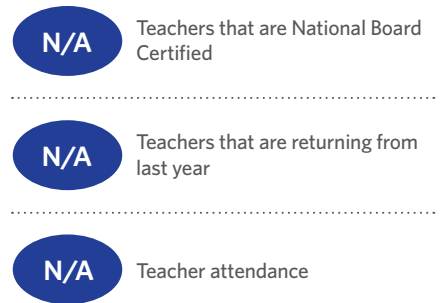 N/A
Teachers that are National Board
Certified
N/A
Teachers that are returning from
last year
N/A
Teacher attendance